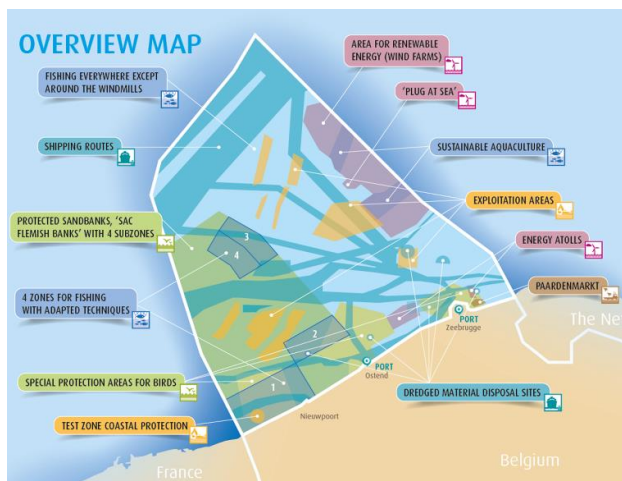 OVERVIEW MAP
AREA FOR RENEWABLE
ENERGY (WIND FARMS)
FISHING EVERYWHERE EXCEPT
AROUND THE WINDMILLS
'PLUG AT SEA'
SHIPPING ROUTES
SUSTAINABLE AQUACULTURE
EXPLOITATION AREAS
PROTECTED SANDBANKS, 'SAC
FLEMISH BANKS' WITH 4 SUBZONES
3
4
ENERGY ATOLLS
PAARDENMARKT
4 ZONES FOR FISHING
WITH ADAPTED TECHNIQUES
PORT
Zeebrugge
The Ne
2
PORT
Ostend
SPECIAL PROTECTION AREAS FOR BIRDS
1
DREDGED MATERIAL DISPOSAL SITES
Nieuwpoort
TEST ZONE COASTAL PROTECTION
Belgium
France